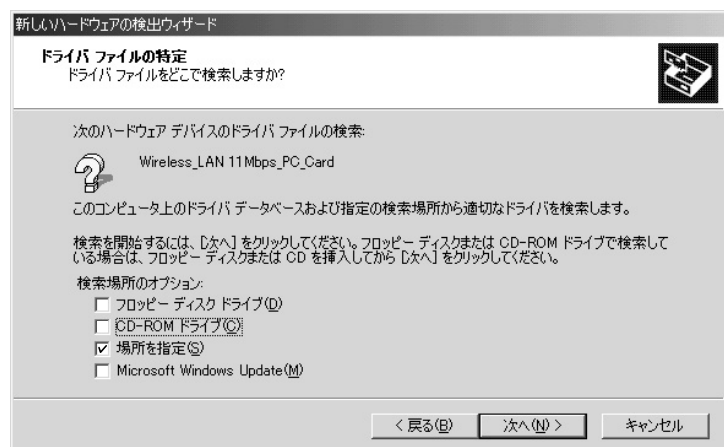 新しいハードウェアの検出ウィザード
ドライバ ファイルの特定
ドライバ ファイルをどこで検索しますか?
次のハードウェア デバイスのドライバ ファイルの検索:
Wireless_LAN 11Mbps_PC_Card
このコンピュータ上のドライバ データベースおよび指定の検索場所から適切なドライバを検索します。
検索を開始するには、[次へ] をクリックしてください。フロッピー ディスクまたは CD-ROM ドライブで検索して
いる場合は、フロッピー ディスクまたは CD を挿入してから [次へ] をクリックしてください。
検索場所のオプション:
フロッピー ディスク ドライブ(D)
CD-ROM ドライブ(C)
場所を指定(S)
Microsoft Windows Update(M)
< 戻る(B) 次へ(N) > キャンセル